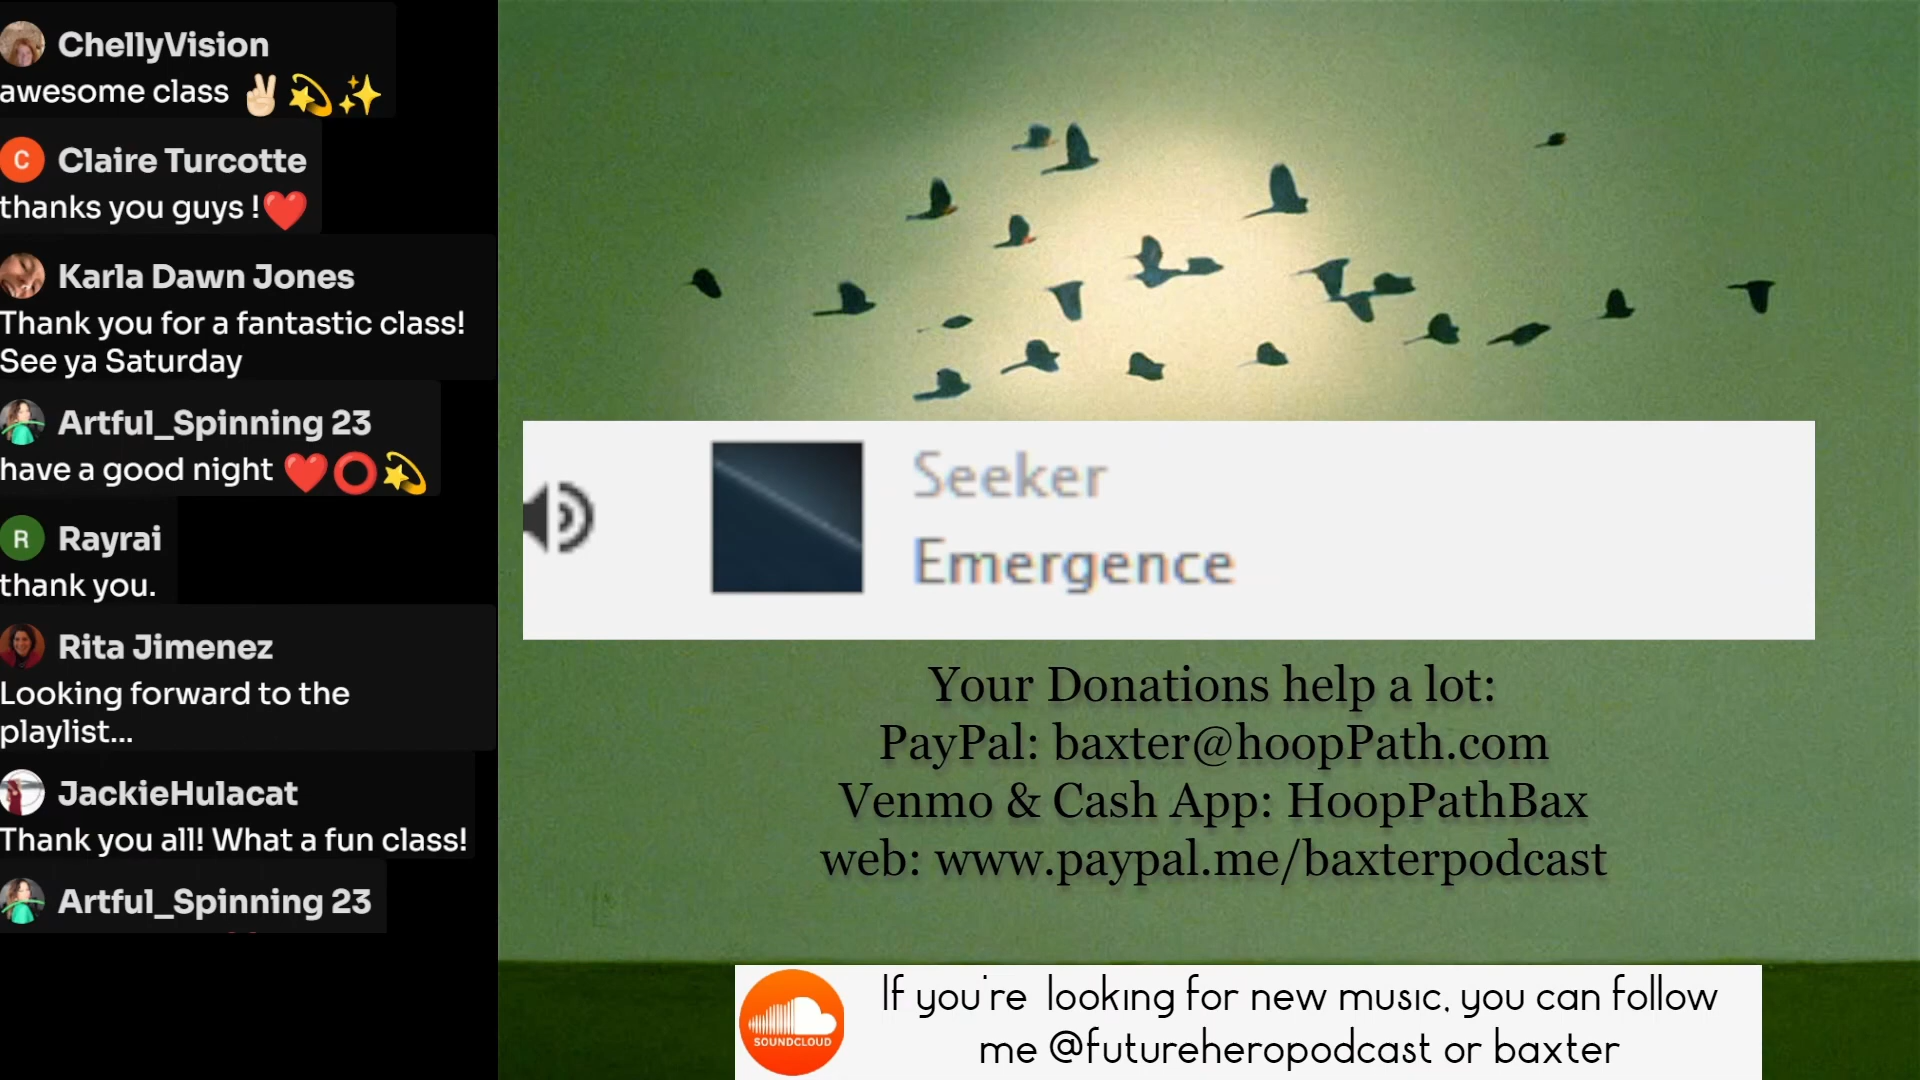 ChellyVision
awesome class ✌🏻💫✨
C
Claire Turcotte
thanks you guys !❤️
Karla Dawn Jones
Thank you for a fantastic class!
See ya Saturday
Artful_Spinning 23
have a good night ❤️⭕💫
R
Rayrai
thank you.
Rita Jimenez
Looking forward to the
playlist...
JackieHulacat
Thank you all! What a fun class!
Artful_Spinning 23
Seeker
Emergence
Your Donations help a lot:
PayPal: baxter@hoopPath.com
Venmo & Cash App: HoopPathBax
web: www.paypal.me/baxterpodcast
SOUNDCLOUD
If you're looking for new music, you can follow
me @futureheropodcast or baxter